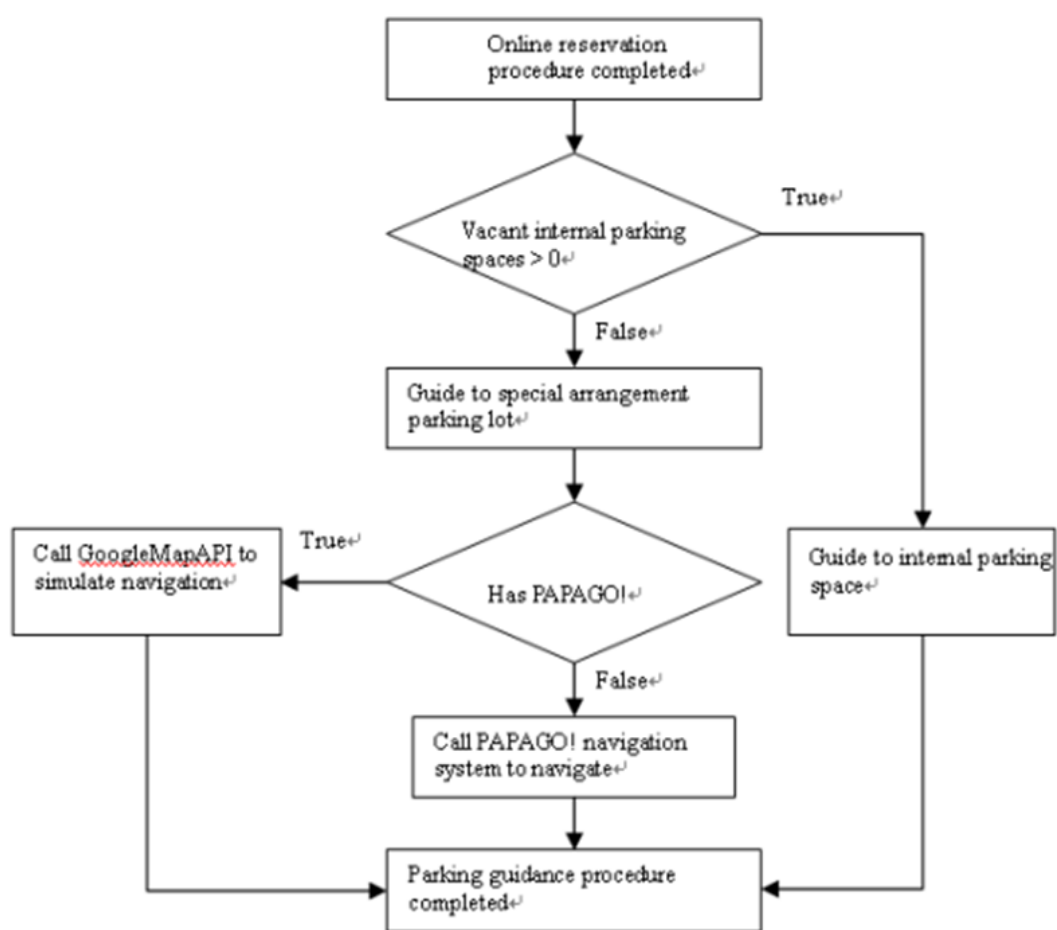 Online reservation
procedure completed↵
True↵
Vacant internal parking
spaces > 0↵
False↵
Guide to special arrangement
parking lot↵
True↵
Call GoogleMapAPI to
simulate navigation↵
Has PAPAGO!↵
Guide to internal parking
space↵
False↵
Call PAPAGO! navigation
system to navigate↵
Parking guidance procedure
completed↵